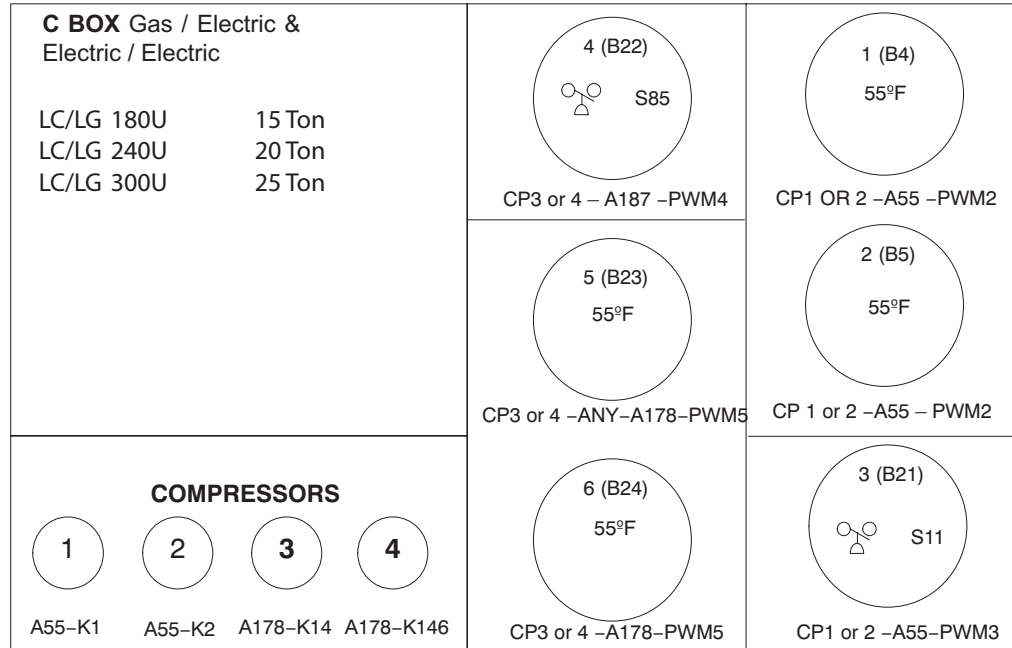 C BOX Gas / Electric &
Electric / Electric
LC/LG 180U 15 Ton
LC/LG 240U 20 Ton
LC/LG 300U 25 Ton
4 (B22)
S85
CP3 or 4 – A187 –PWM4
1 (B4)
55ºF
CP1 OR 2 –A55 –PWM2
5 (B23)
55ºF
CP3 or 4 –ANY–A178–PWM5
2 (B5)
55ºF
CP 1 or 2 –A55 – PWM2
COMPRESSORS
1 2 3 4
A55–K1 A55–K2 A178–K14 A178–K146
6 (B24)
55ºF
CP3 or 4 –A178–PWM5
3 (B21)
S11
CP1 or 2 –A55–PWM3